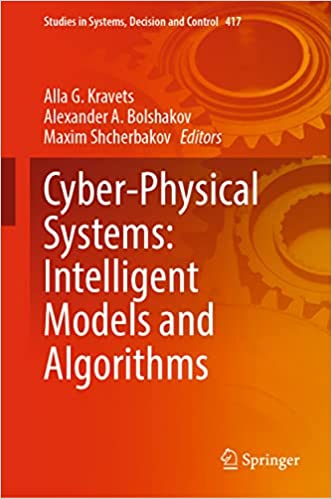 Studies in Systems, Decision and Control 417
Alla G. Kravets
Alexander A. Bolshakov
Maxim Shcherbakov Editors
Cyber-Physical
Systems:
Intelligent
Models and
Algorithms
Springer